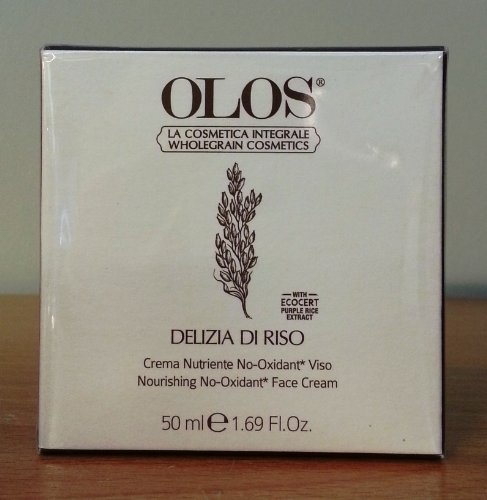 OLOS®
LA COSMETICA INTEGRALE
WHOLEGRAIN COSMETICS
WITH
ECOCERT
PURPLE RICE
EXTRACT
DELIZIA DI RISO
Crema Nutriente No-Oxidant* Viso
Nourishing No-Oxidant* Face Cream
50 ml ℮ 1.69 Fl.Oz.